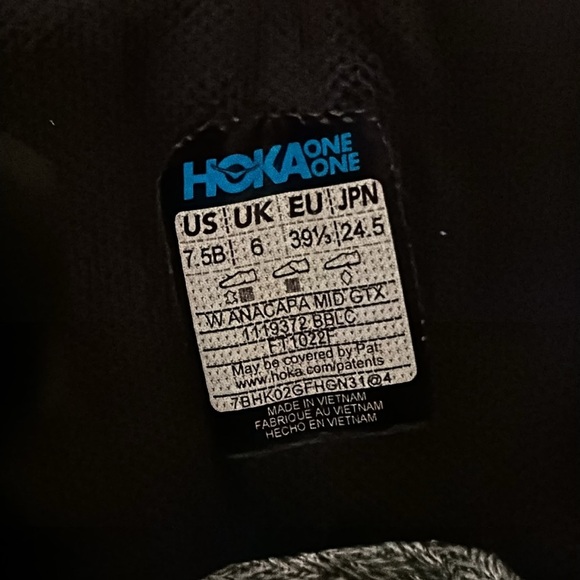 HOKA ONE ONE
US UK EU JPN
7.5B 6 39⅓ 24.5
W ANACAPA MID GTX
1119372 BBLC
FT1022F
May be covered by Pat.
www.hoka.com/patents
7BHK02GFHGN31@4
MADE IN VIETNAM
FABRIQUE AU VIETNAM
HECHO EN VIETNAM